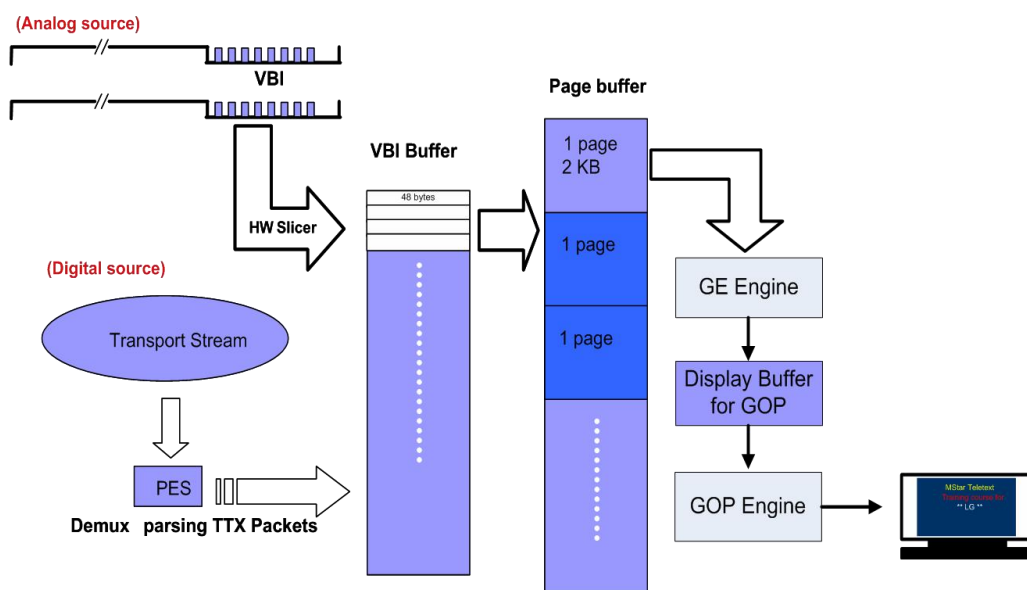 (Analog source)
VBI
HW Slicer
(Digital source)
Transport Stream
PES
Demux parsing TTX Packets
VBI Buffer
48 bytes
Page buffer
1 page
2 KB
1 page
1 page
GE Engine
Display Buffer
for GOP
GOP Engine
MStar Teletext
Training course for
** LG **